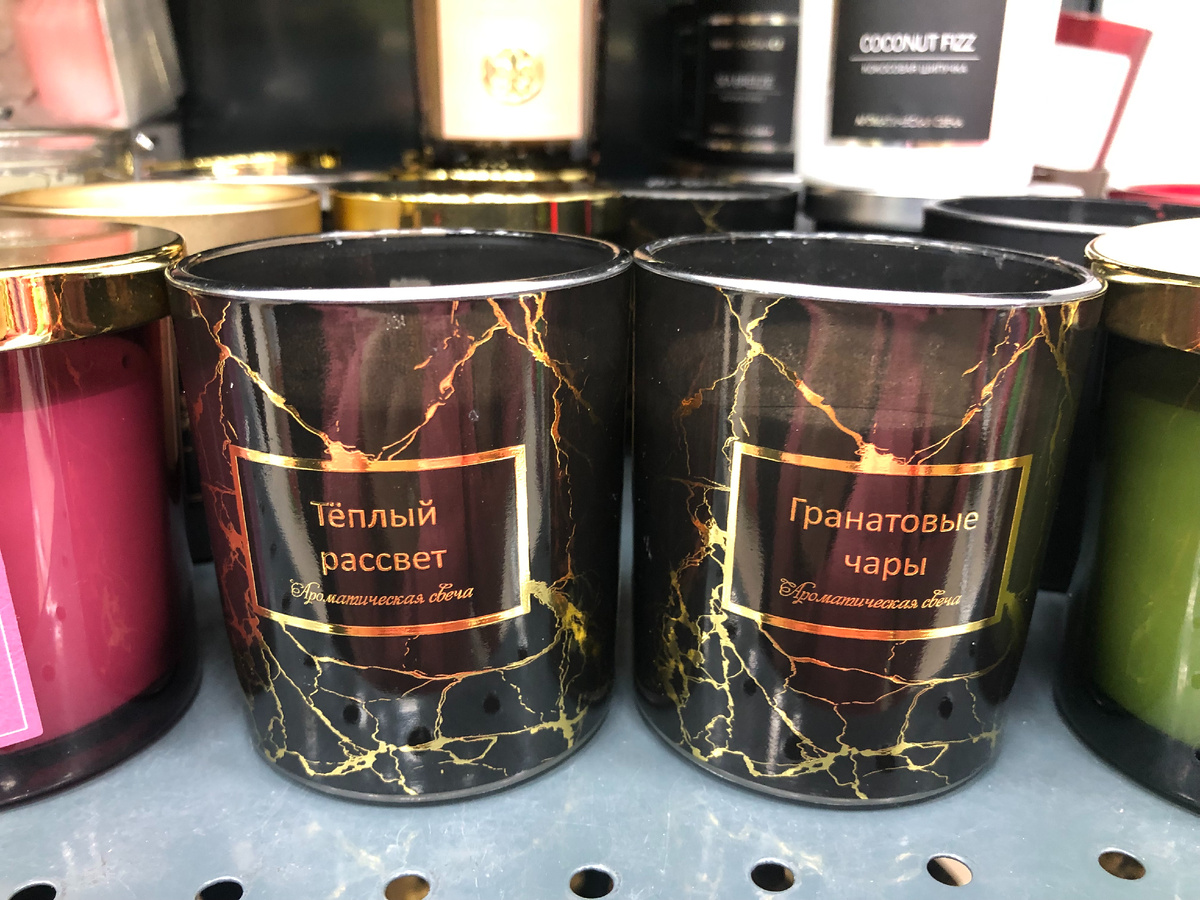 COCONUT FIZZ
Тёплый
рассвет
Ароматическая свеча
Гранатовые
чары
Ароматическая свеча